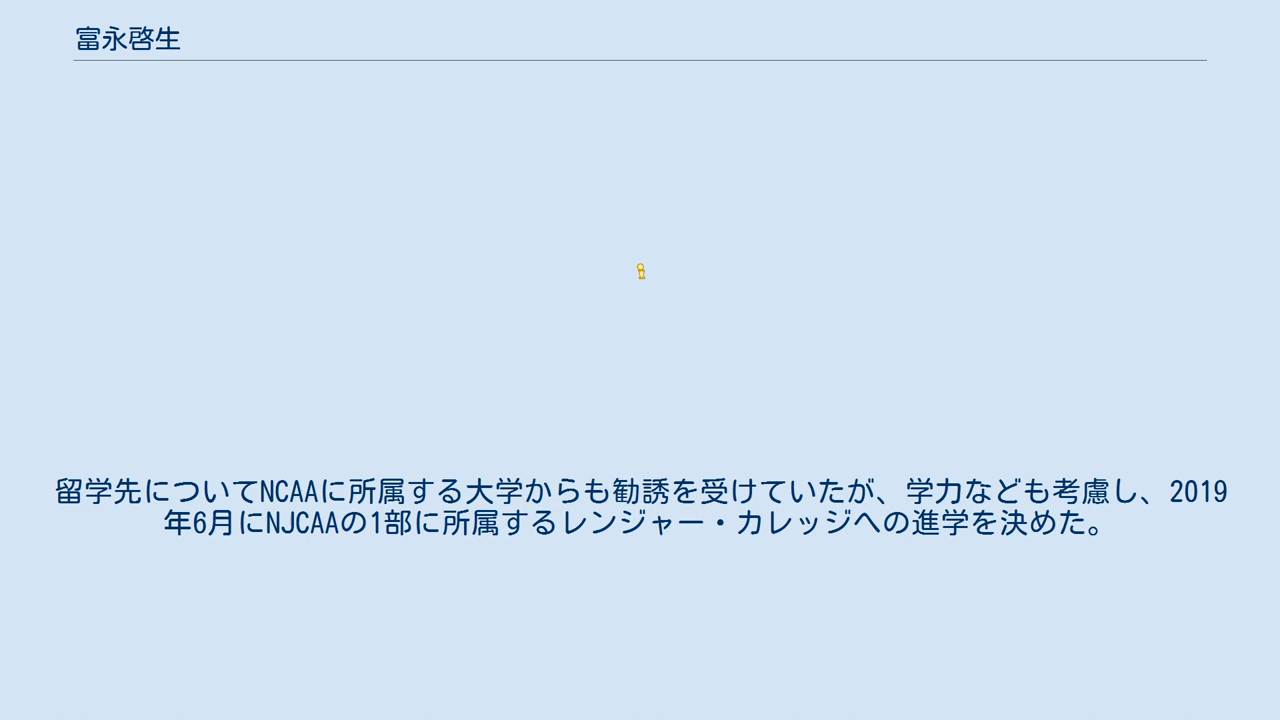 富永啓生
留学先についてNCAAに所属する大学からも勧誘を受けていたが、学力なども考慮し、2019
年6月にNJCAAの1部に所属するレンジャー・カレッジへの進学を決めた。